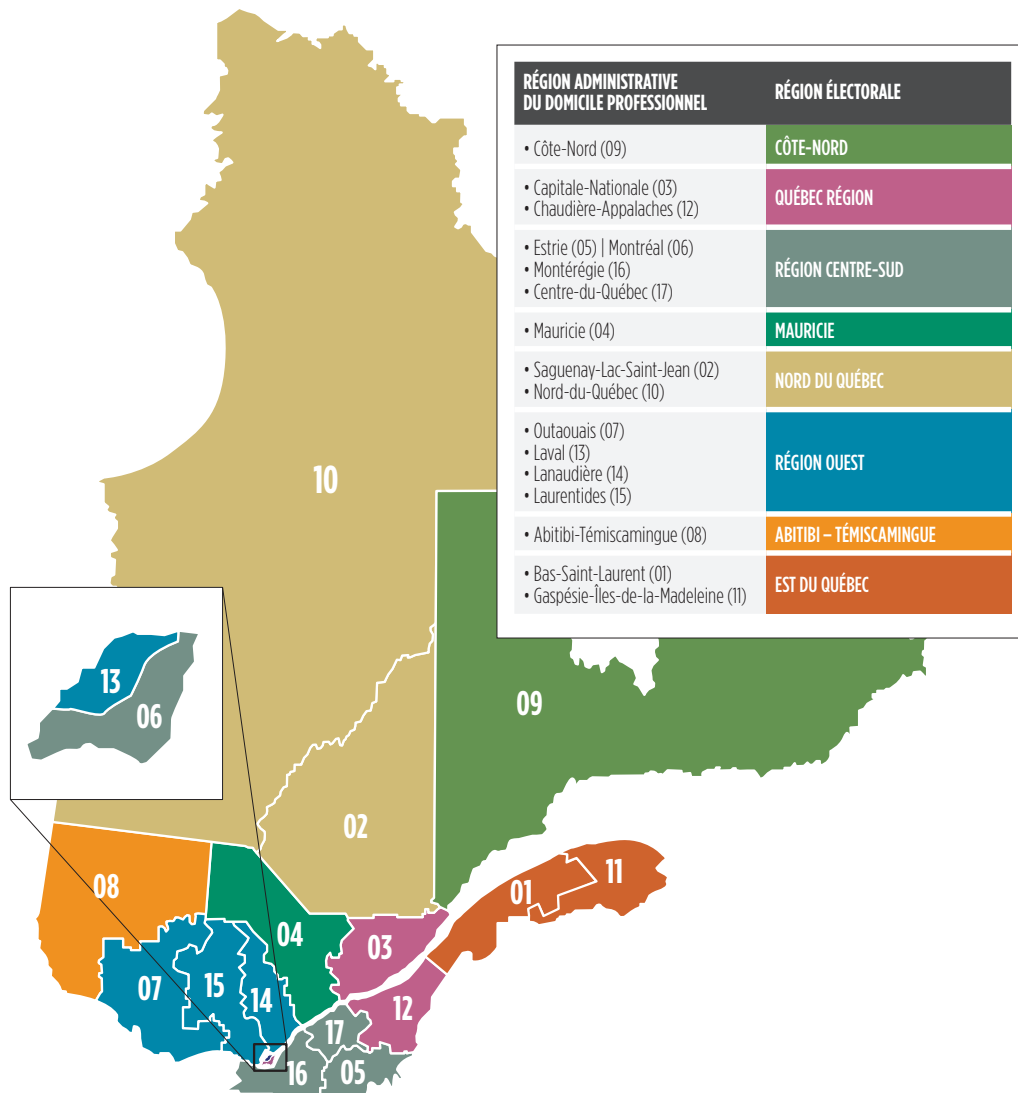 RÉGION ADMINISTRATIVE
DU DOMICILE PROFESSIONNEL
RÉGION ÉLECTORALE
• Côte-Nord (09)
CÔTE-NORD
• Capitale-Nationale (03)
• Chaudière-Appalaches (12)
QUÉBEC RÉGION
• Estrie (05) | Montréal (06)
• Montérégie (16)
• Centre-du-Québec (17)
RÉGION CENTRE-SUD
• Mauricie (04)
MAURICIE
• Saguenay-Lac-Saint-Jean (02)
• Nord-du-Québec (10)
NORD DU QUÉBEC
• Outaouais (07)
• Laval (13)
• Lanaudière (14)
• Laurentides (15)
RÉGION OUEST
• Abitibi-Témiscamingue (08)
ABITIBI – TÉMISCAMINGUE
• Bas-Saint-Laurent (01)
• Gaspésie-Îles-de-la-Madeleine (11)
EST DU QUÉBEC
10
13
06
09
02
08
11
01
04
03
07
15
14
12
17
16
05